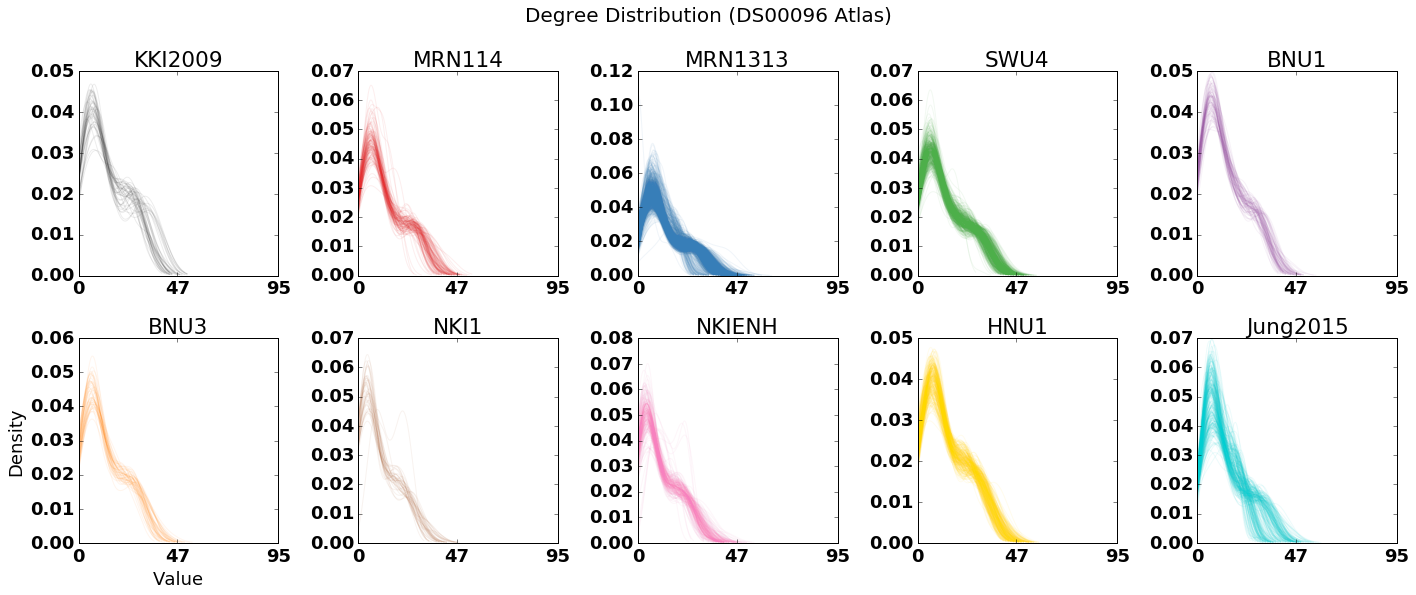 Degree Distribution (DS00096 Atlas)
KKI2009 MRN114 MRN1313 SWU4 BNU1
0.05 0.07 0.12 0.07 0.05
0.06 0.10 0.06
0.04 0.05 0.08 0.05 0.04
0.03 0.04 0.06 0.04 0.03
0.02 0.03 0.04 0.03 0.02
0.02 0.02
0.01 0.01 0.02 0.01 0.01
0.00 0.00 0.00 0.00 0.00
0 47 95 0 47 95 0 47 95 0 47 95 0 47 95
BNU3 NKI1 NKIENH HNU1 Jung2015
0.06 0.07 0.08 0.05 0.07
0.05 0.06 0.07 0.04 0.06
0.04 0.05 0.06 0.03 0.05
0.03 0.04 0.05 0.02 0.04
0.02 0.03 0.04 0.01 0.03
0.01 0.02 0.03 0.00 0.02
0.00 0.01 0.02 0.01
0.00 0.01 0.00
0.00
Density
0 47 95 0 47 95 0 47 95 0 47 95 0 47 95
Value